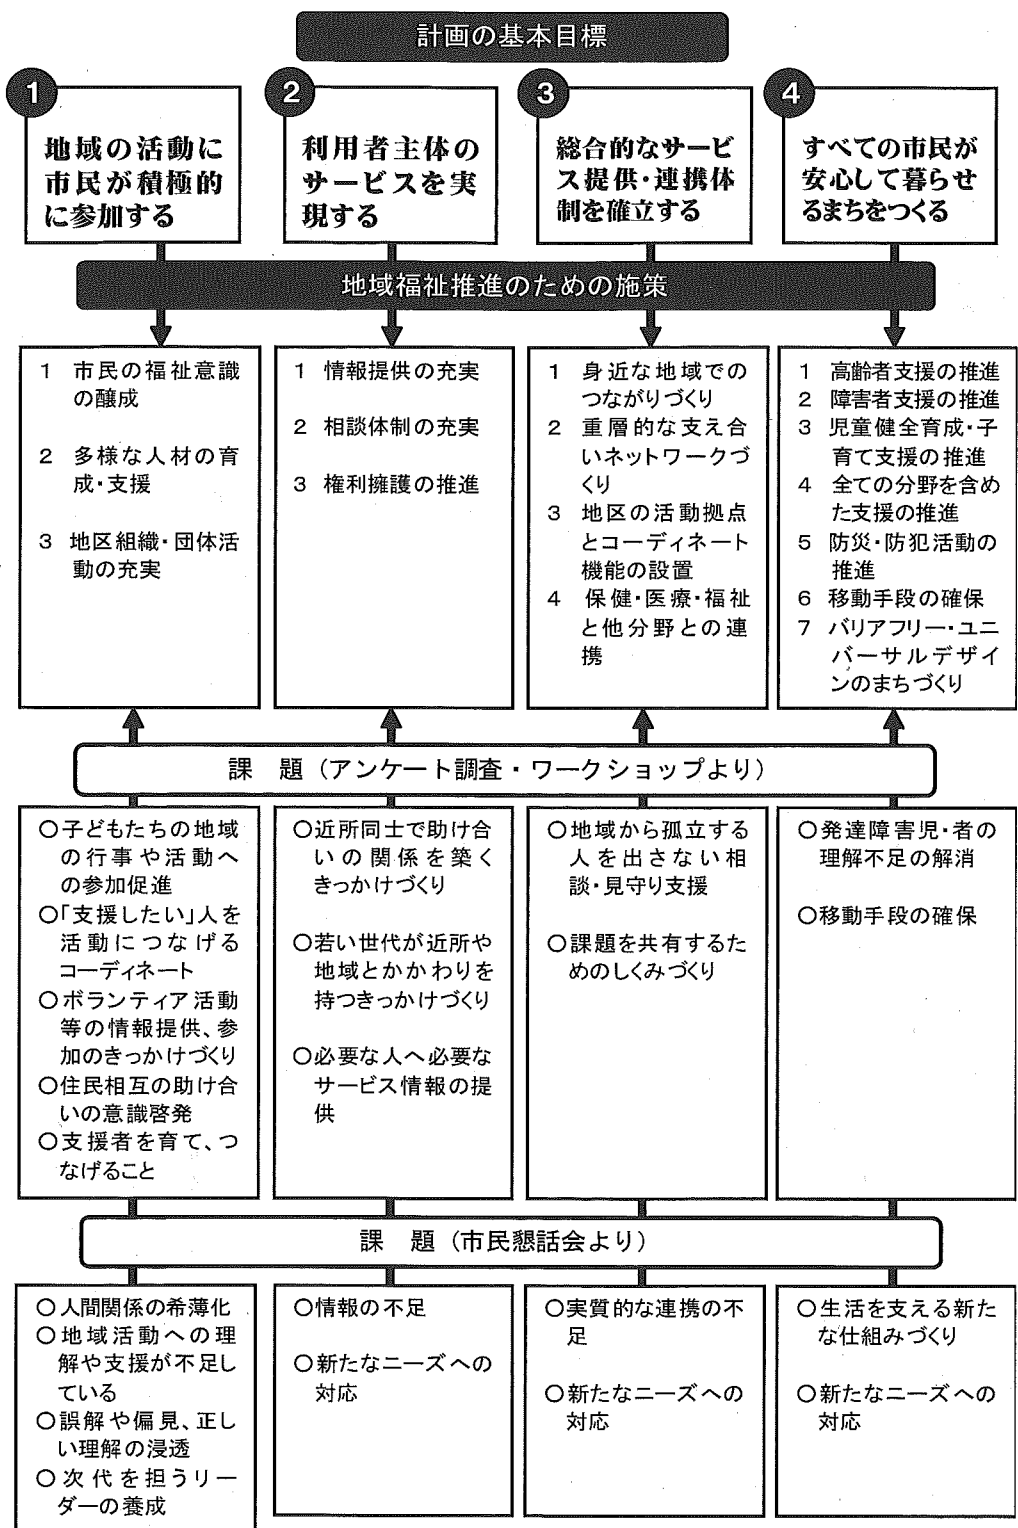 計画の基本目標
1
地域の活動に
市民が積極的
に参加する
2
利用者主体の
サービスを実
現する
3
総合的なサービ
ス提供・連携体
制を確立する
4
すべての市民が
安心して暮らせ
るまちをつくる
地域福祉推進のための施策
1 市民の福祉意識
の醸成
2 多様な人材の育
成・支援
3 地区組織・団体活
動の充実
1 情報提供の充実
2 相談体制の充実
3 権利擁護の推進
1 身近な地域での
つながりづくり
2 重層的な支え合
いネットワークづ
くり
3 地区の活動拠点
とコーディネート
機能の設置
4 保健・医療・福祉
と他分野との連
携
1 高齢者支援の推進
2 障害者支援の推進
3 児童健全育成・子
育て支援の推進
4 全ての分野を含め
た支援の推進
5 防災・防犯活動の
推進
6 移動手段の確保
7 バリアフリー・ユニ
バーサルデザイ
ンのまちづくり
課 題（アンケート調査・ワークショップより）
○子どもたちの地域
の行事や活動へ
の参加促進
○「支援したい」人を
活動につなげる
コーディネート
○ボランティア活動
等の情報提供、参
加のきっかけづくり
○住民相互の助け合
いの意識啓発
○支援者を育て、つ
なげること
○近所同士で助け合
いの関係を築く
きっかけづくり
○若い世代が近所や
地域とかかわりを
持つきっかけづくり
○必要な人へ必要な
サービス情報の提
供
○地域から孤立する
人を出さない相
談・見守り支援
○課題を共有するた
めのしくみづくり
○発達障害児・者の
理解不足の解消
○移動手段の確保
課 題（市民懇話会より）
○人間関係の希薄化
○地域活動への理
解や支援が不足し
ている
○誤解や偏見、正し
い理解の浸透
○次代を担うリー
ダーの養成
○情報の不足
○新たなニーズへの
対応
○実質的な連携の不
足
○新たなニーズへの
対応
○生活を支える新た
な仕組みづくり
○新たなニーズへの
対応